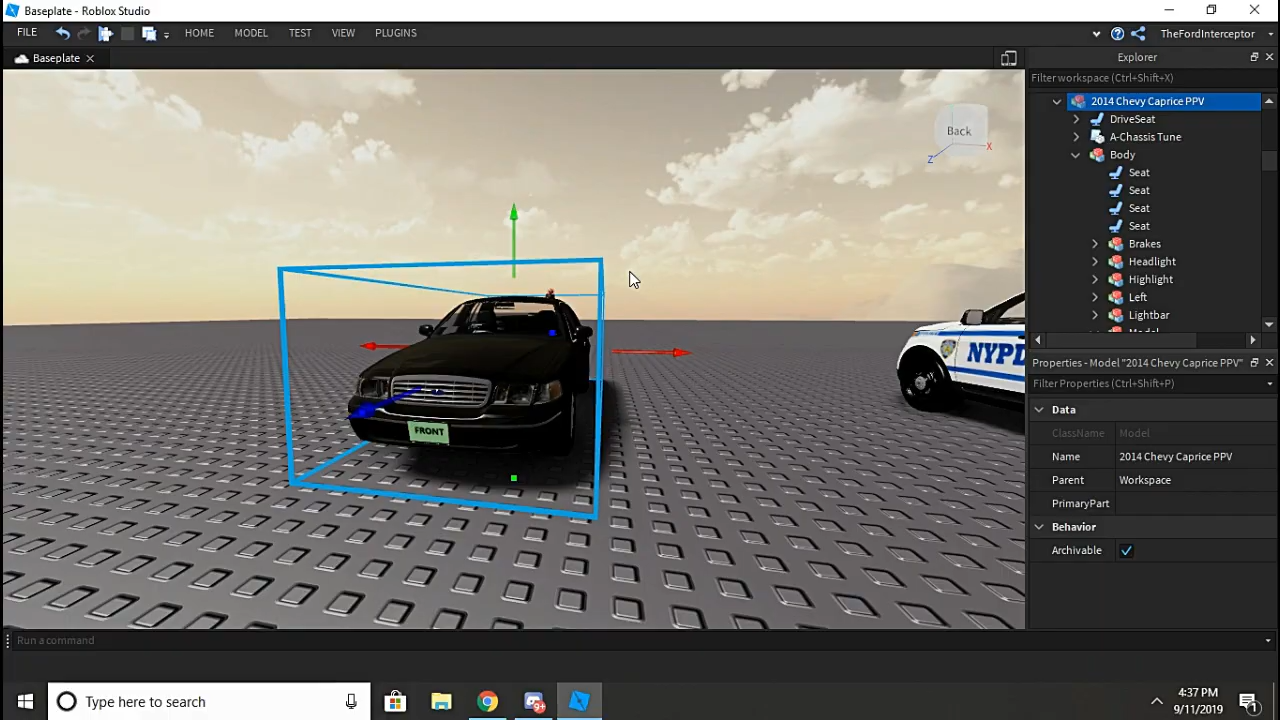 Baseplate - Roblox Studio
FILE HOME MODEL TEST VIEW PLUGINS TheFordInterceptor
Baseplate
Explorer
Filter workspace (Ctrl+Shift+X)
2014 Chevy Caprice PPV
DriveSeat
A-Chassis Tune
Body
Seat
Seat
Seat
Seat
Brakes
Headlight
Highlight
Left
Lightbar
Model
Back
Z X
NYPD
FRONT
Properties - Model "2014 Chevy Caprice PPV"
Filter Properties (Ctrl+Shift+P)
Data
ClassName Model
Name 2014 Chevy Caprice PPV
Parent Workspace
PrimaryPart
Behavior
Archivable
Run a command
Type here to search
9+
4:37 PM
9/11/2019
1